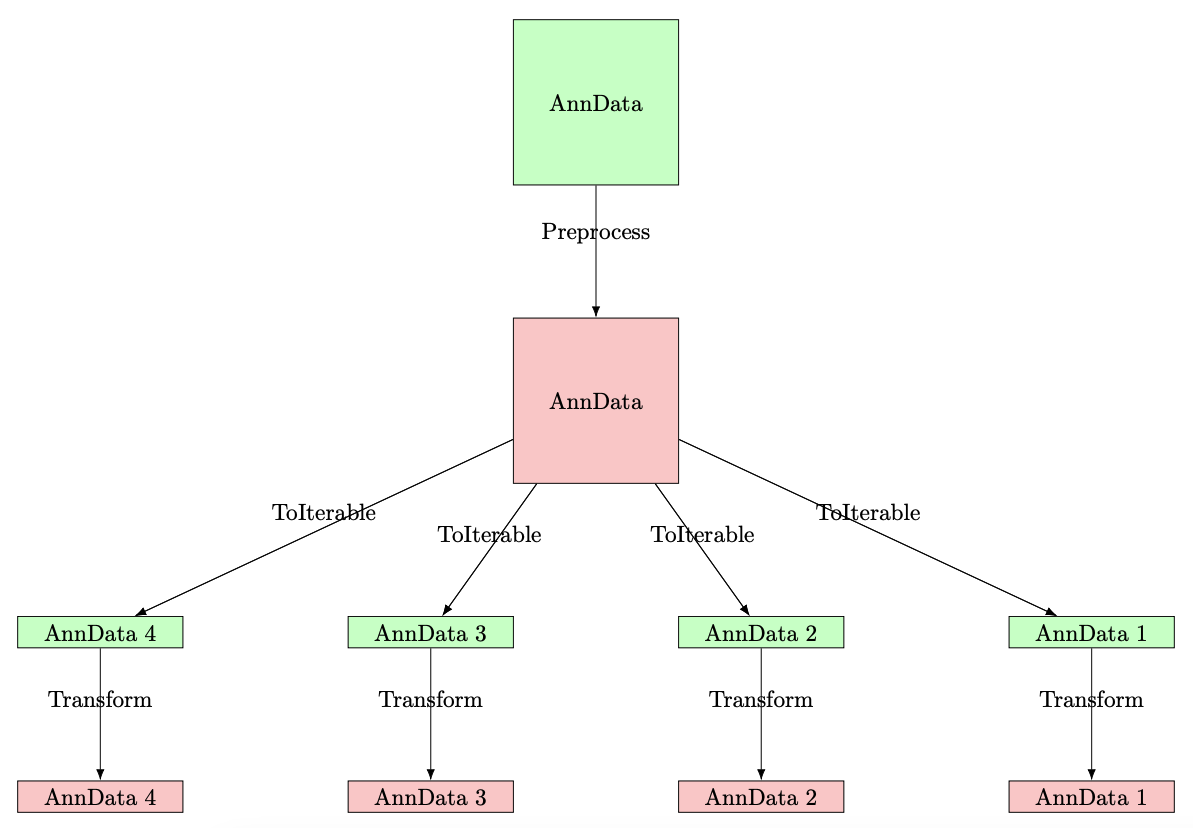 AnnData
Preprocess
AnnData
ToIterable
ToIterable
ToIterable
ToIterable
AnnData 4
AnnData 3
AnnData 2
AnnData 1
Transform
Transform
Transform
Transform
AnnData 4
AnnData 3
AnnData 2
AnnData 1